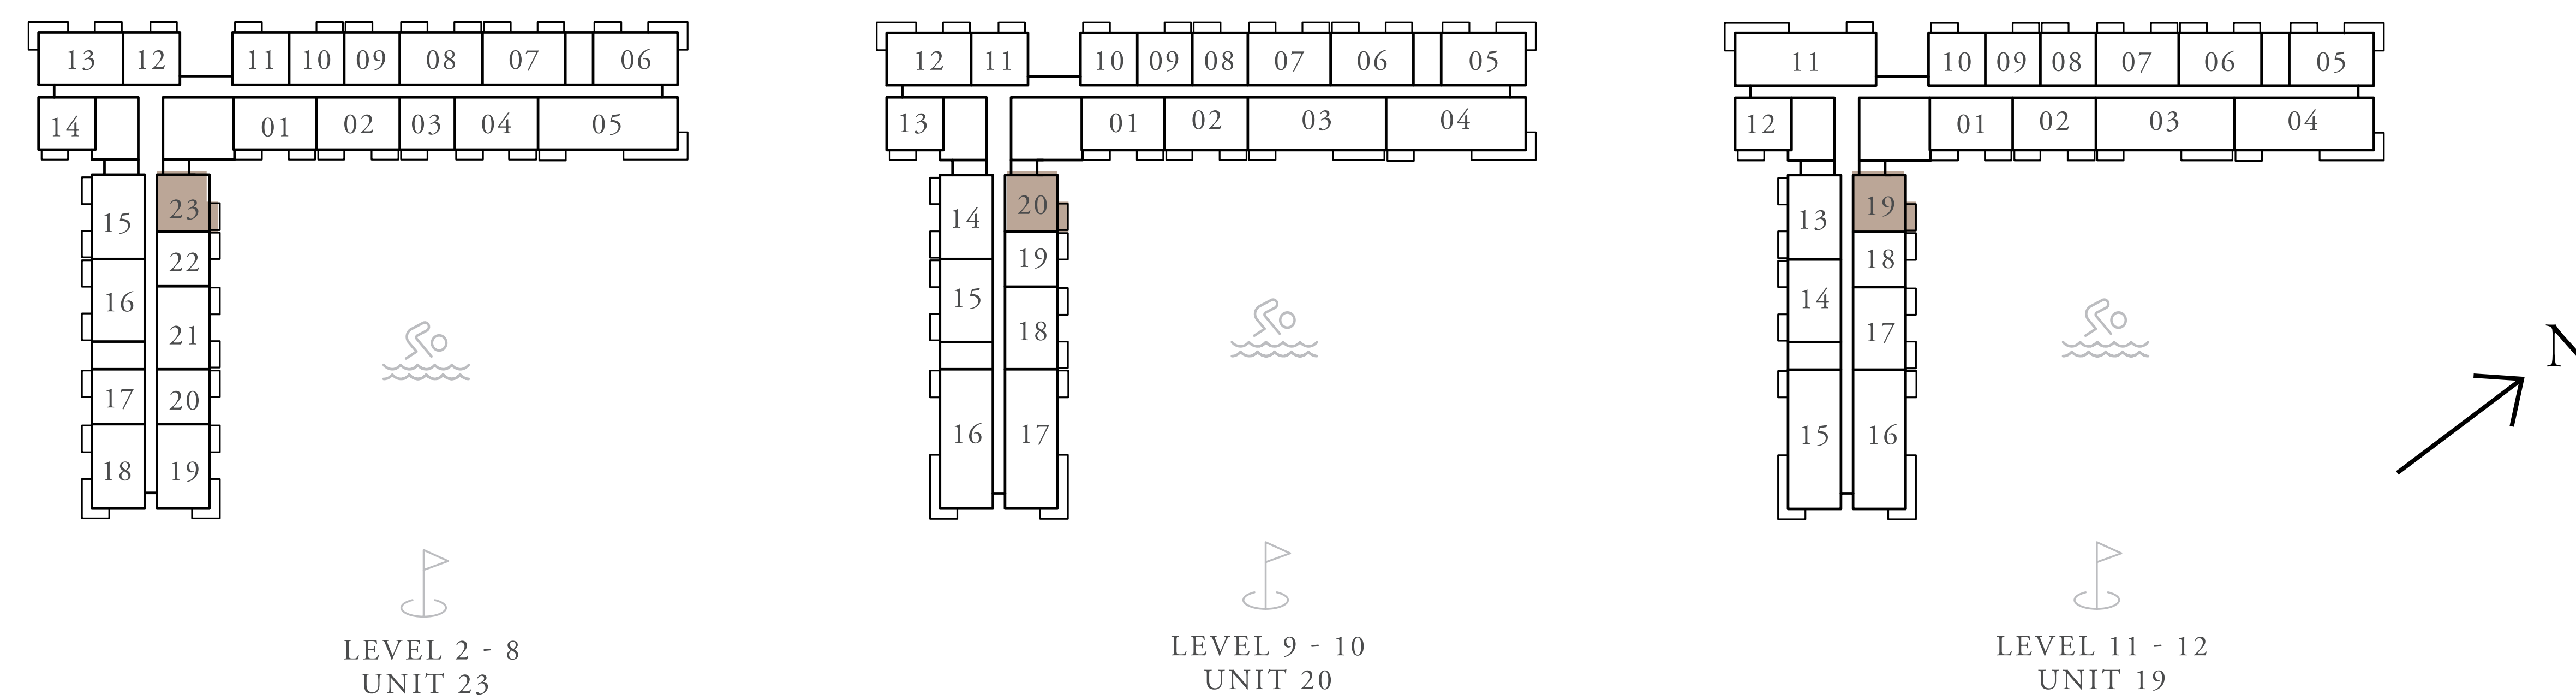 13 12 11 10 09 08 07 06
14 01 02 03 04 05
15 23
22
16
21
17 20
18 19
LEVEL 2 - 8
UNIT 23
12 11 10 09 08 07 06 05
13 01 02 03 04
14 20
19
15
18
16 17
LEVEL 9 - 10
UNIT 20
11 10 09 08 07 06 05
12 01 02 03 04
13 19
18
14
17
15 16
LEVEL 11 - 12
UNIT 19
N